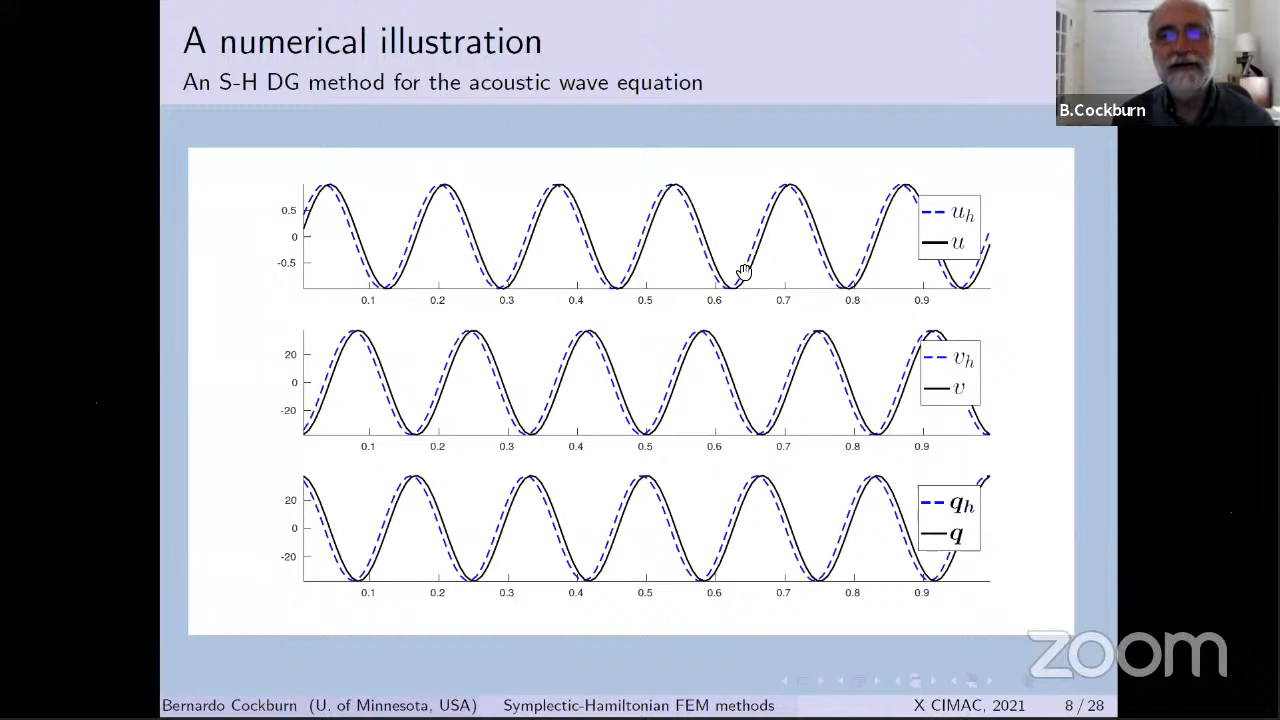 A numerical illustration
An S-H DG method for the acoustic wave equation
B.Cockburn
0.5
0
-0.5
0.1 0.2 0.3 0.4 0.5 0.6 0.7 0.8 0.9
u_h
u
20
0
-20
0.1 0.2 0.3 0.4 0.5 0.6 0.7 0.8 0.9
v_h
v
20
0
-20
0.1 0.2 0.3 0.4 0.5 0.6 0.7 0.8 0.9
q_h
q
zoom
Bernardo Cockburn (U. of Minnesota, USA) Symplectic-Hamiltonian FEM methods X CIMAC, 2021 8 / 28